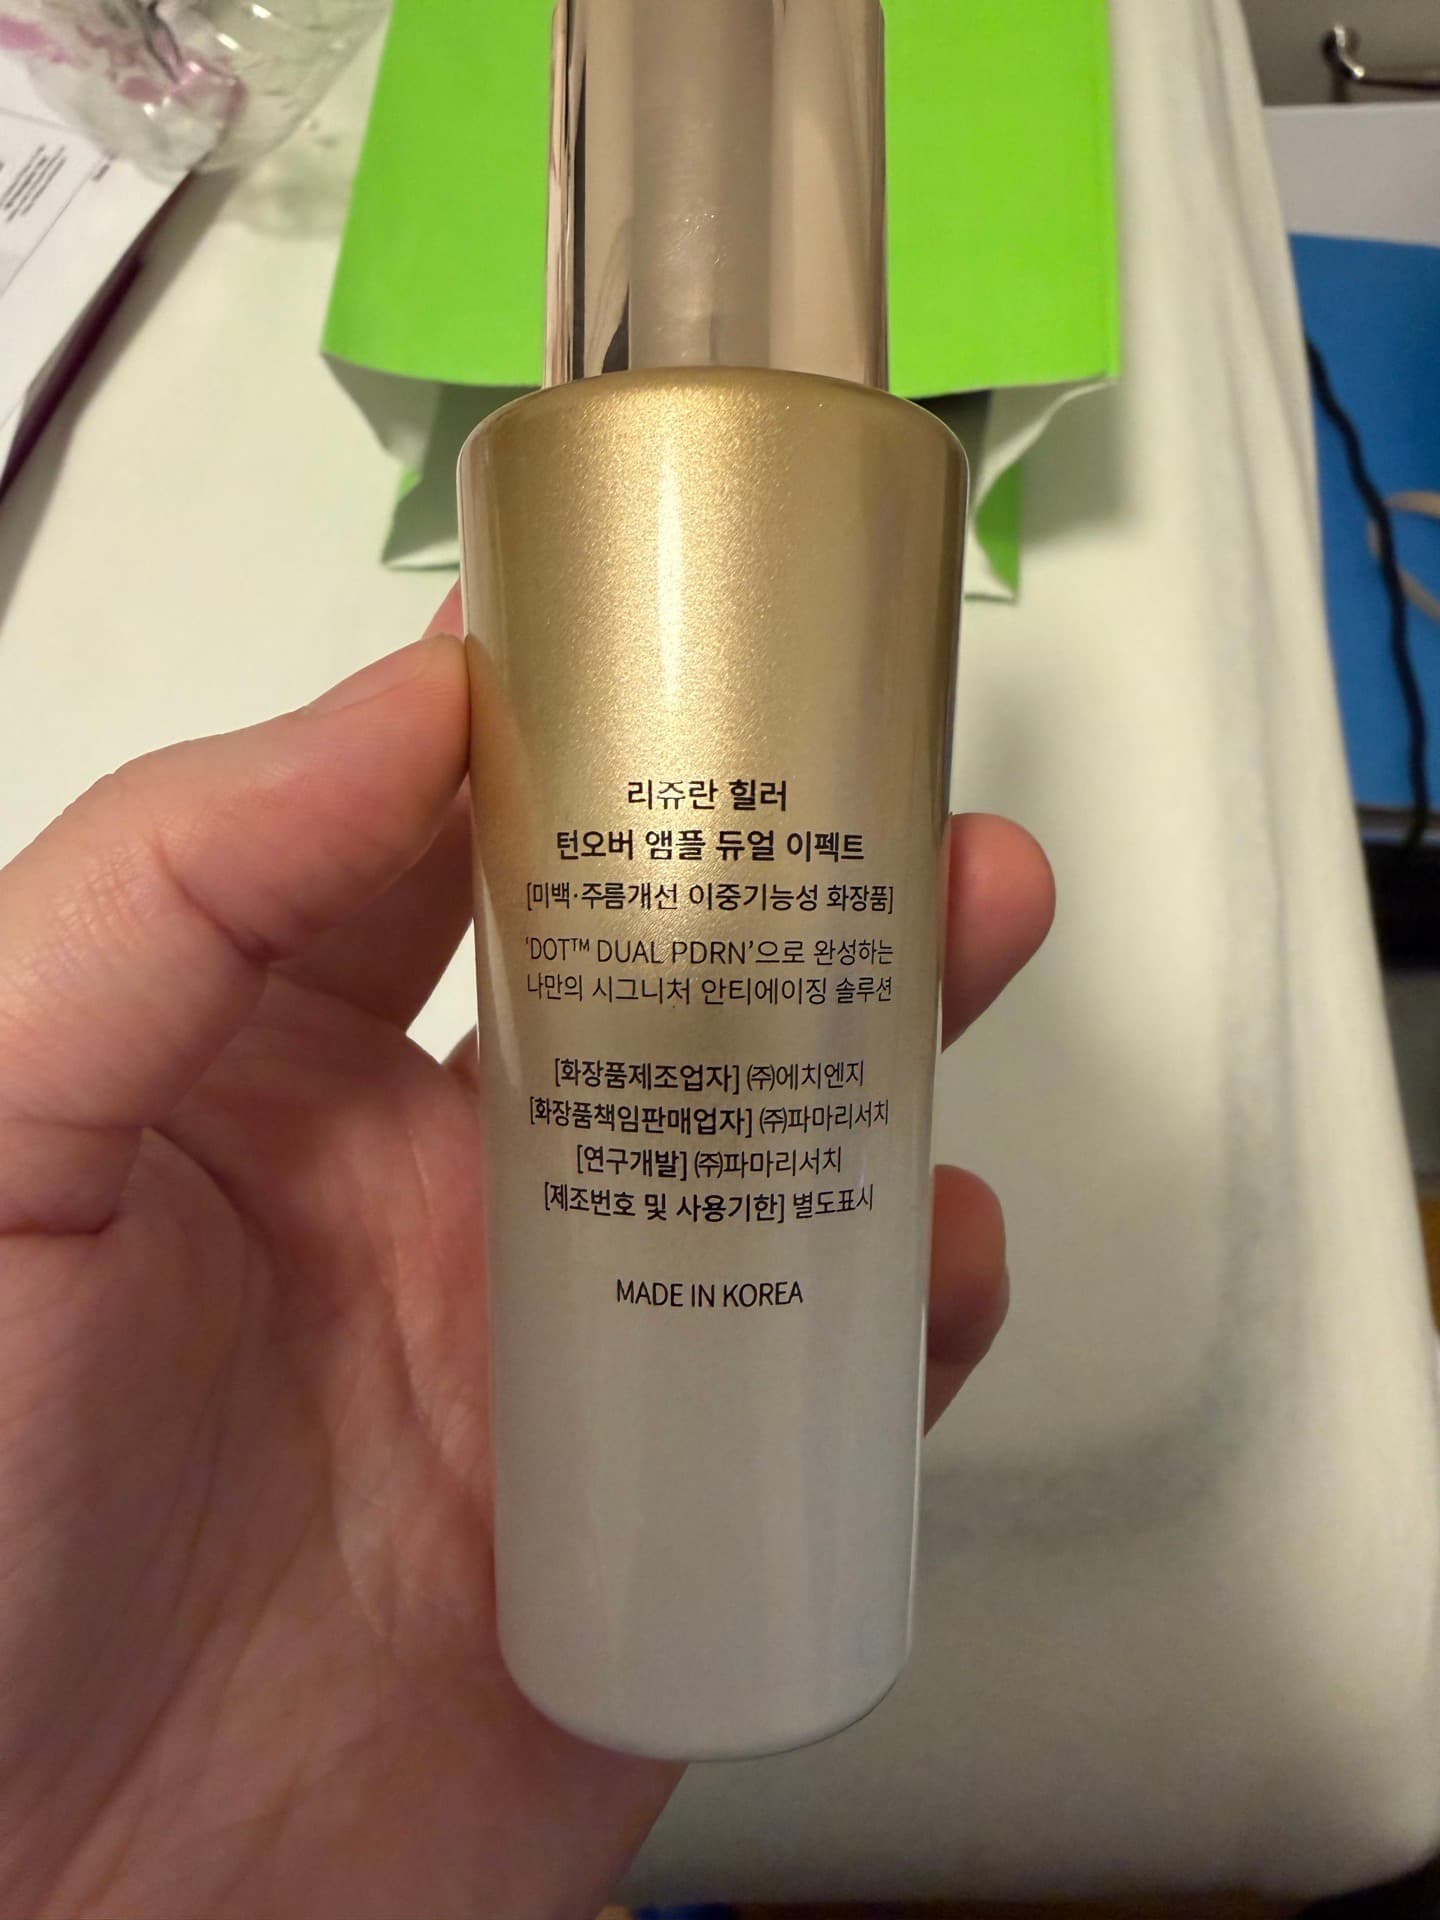 리쥬란 힐러
턴오버 앰플 듀얼 이펙트
[미백·주름개선 이중기능성 화장품]
‘DOT™ DUAL PDRN’으로 완성하는
나만의 시그니처 안티에이징 솔루션
[화장품제조업자] ㈜에치엔지
[화장품책임판매업자] ㈜파마리서치
[연구개발] ㈜파마리서치
[제조번호 및 사용기한] 별도표시
MADE IN KOREA